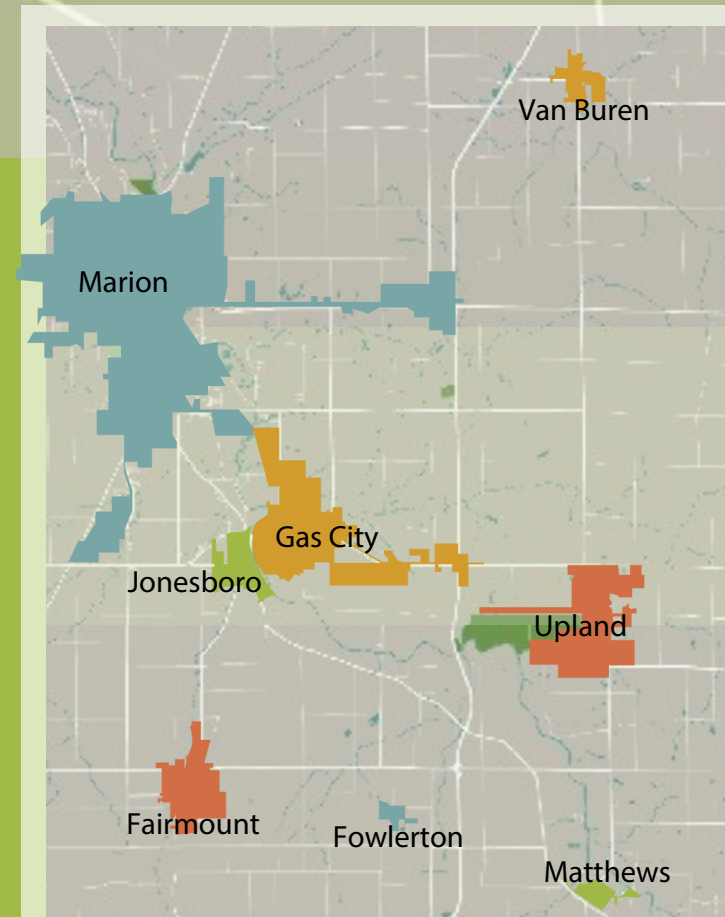 Van Buren
Marion
Gas City
Jonesboro
Upland
Fairmount
Fowlerton
Matthews